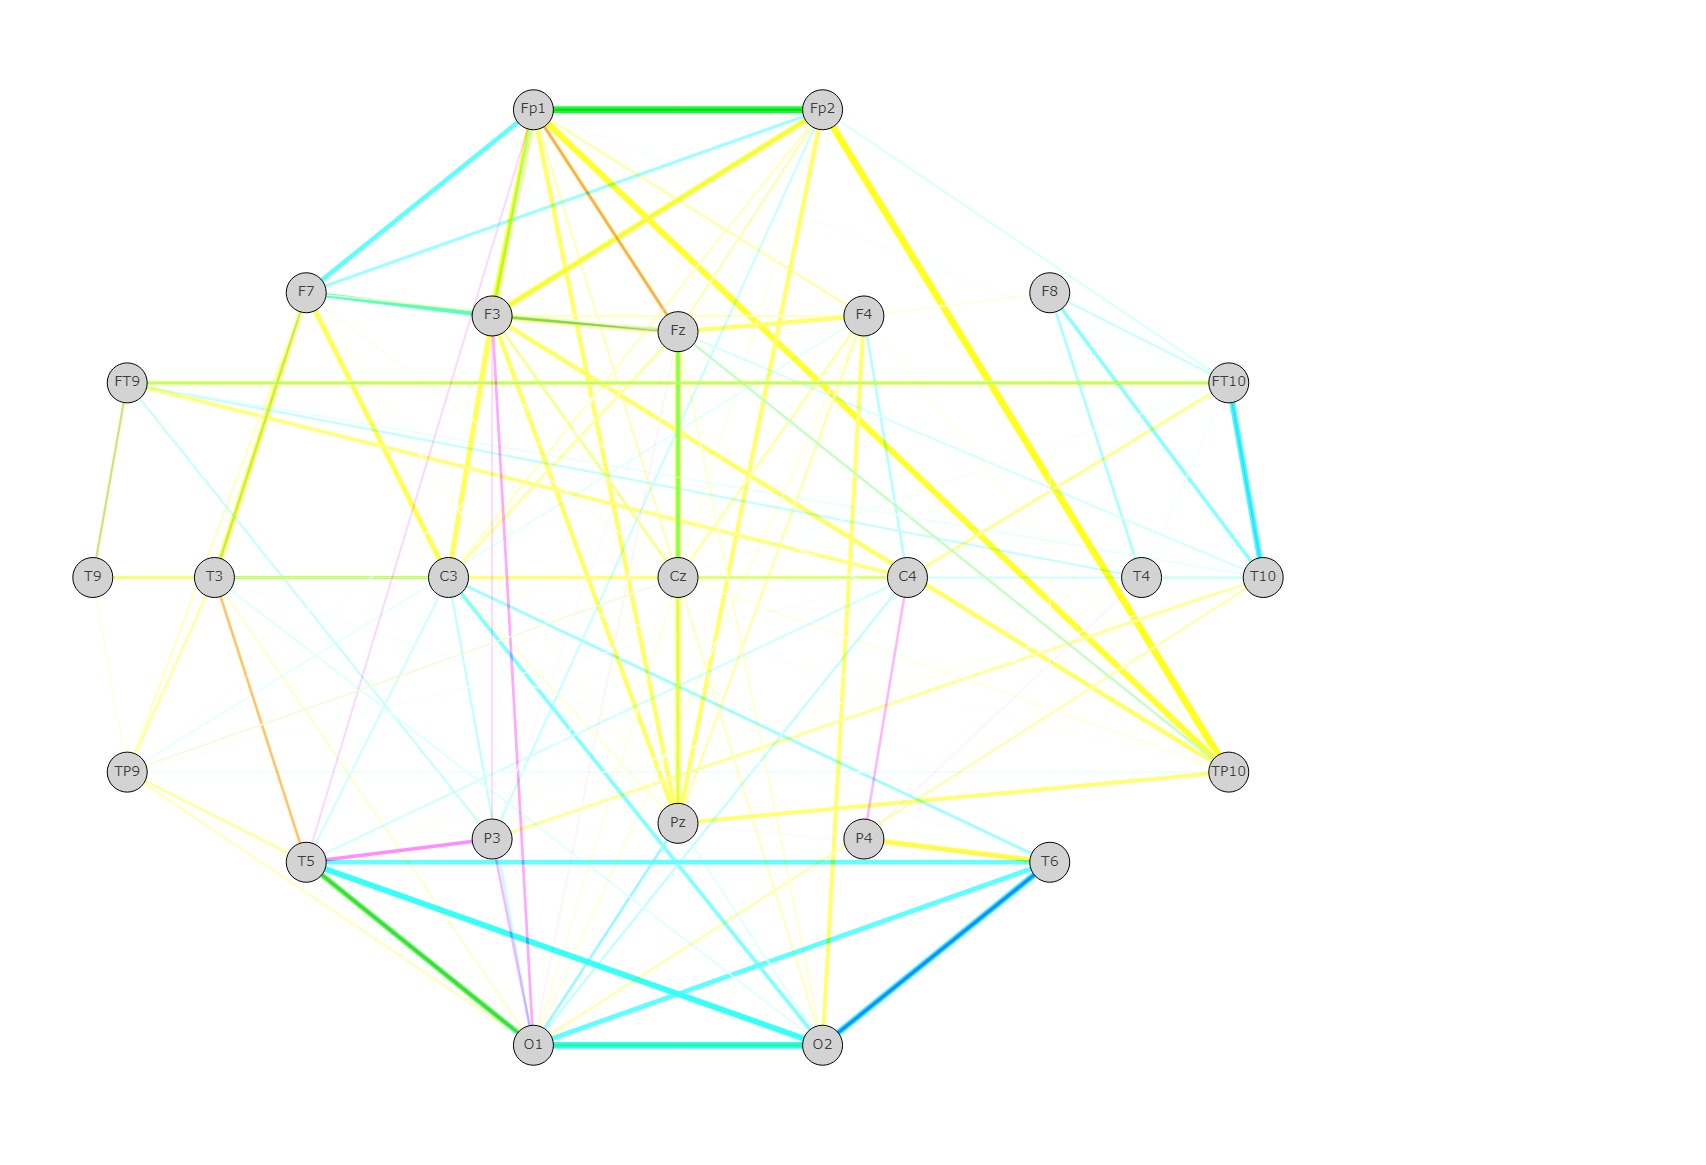 Fp1 Fp2
F7 F8
F3 Fz F4
FT9 FT10
T9 T3 C3 Cz C4 T4 T10
TP9 TP10
Pz
P3 P4
T5 T6
O1 O2